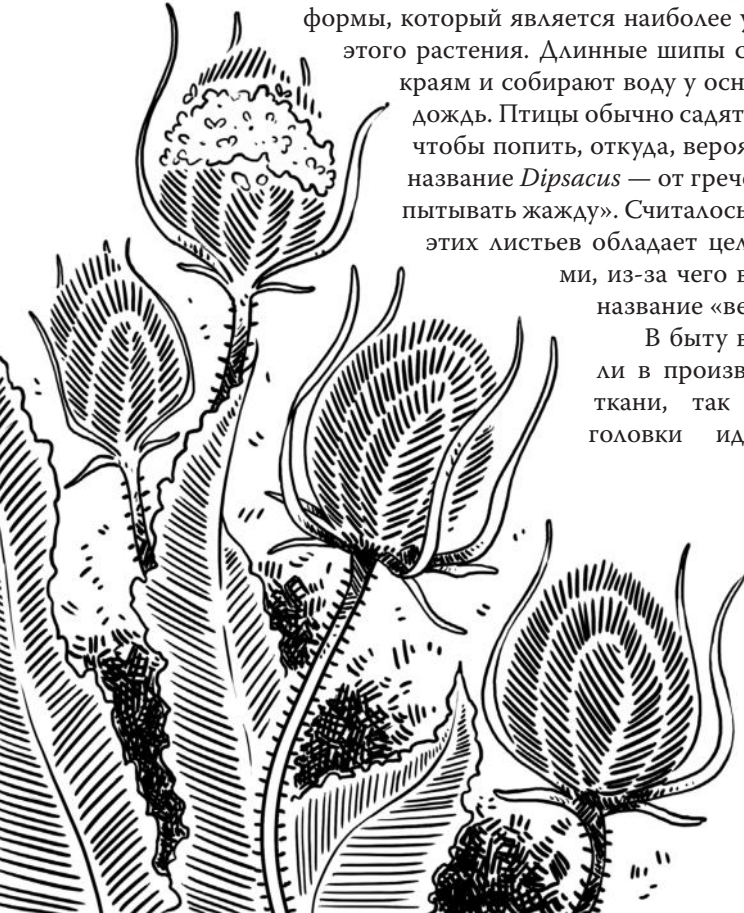 формы, который является наиболее у
этого растения. Длинные шипы с
краям и собирают воду у осн
дождь. Птицы обычно садят
чтобы попить, откуда, вероя
название Dipsacus — от грече
пытывать жажду». Считалось
этих листьев обладает цел
ми, из-за чего в
название «ве
В быту в
ли в произв
ткани, так
головки ид